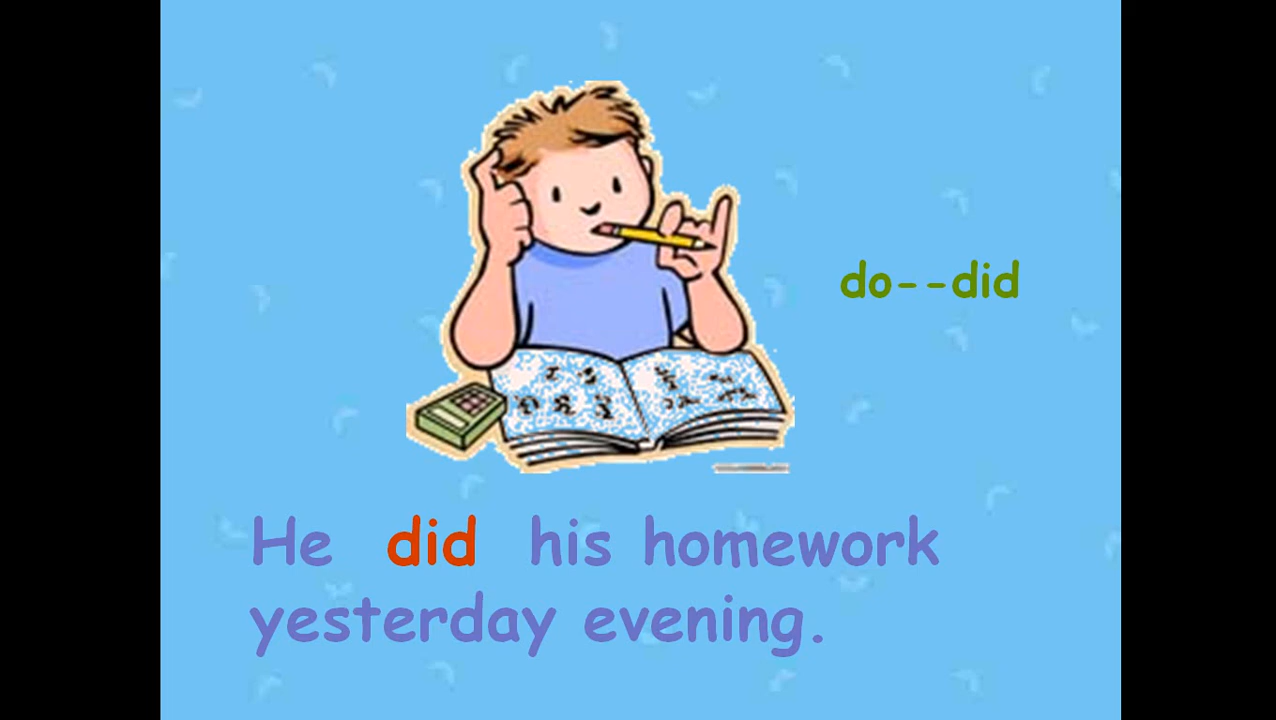 do--did
He did his homework
yesterday evening.